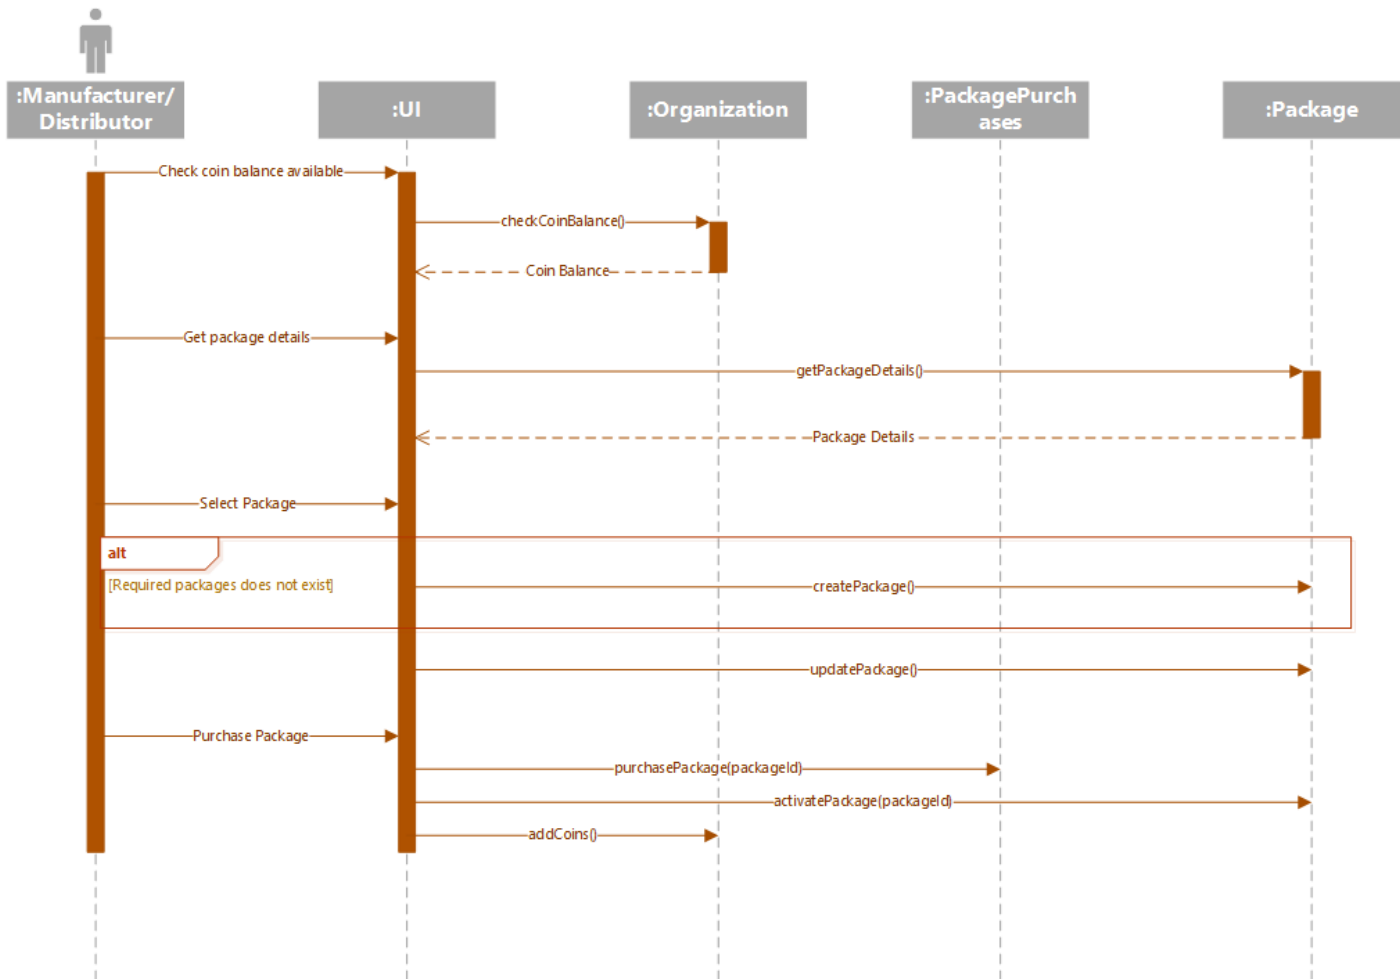 :Manufacturer/
Distributor
:UI
:Organization
:PackagePurch
ases
:Package
Check coin balance available
checkCoinBalance()
Coin Balance
Get package details
getPackageDetails()
Package Details
Select Package
alt
[Required packages does not exist]
createPackage()
updatePackage()
Purchase Package
purchasePackage(packageId)
activatePackage(packageId)
addCoins()